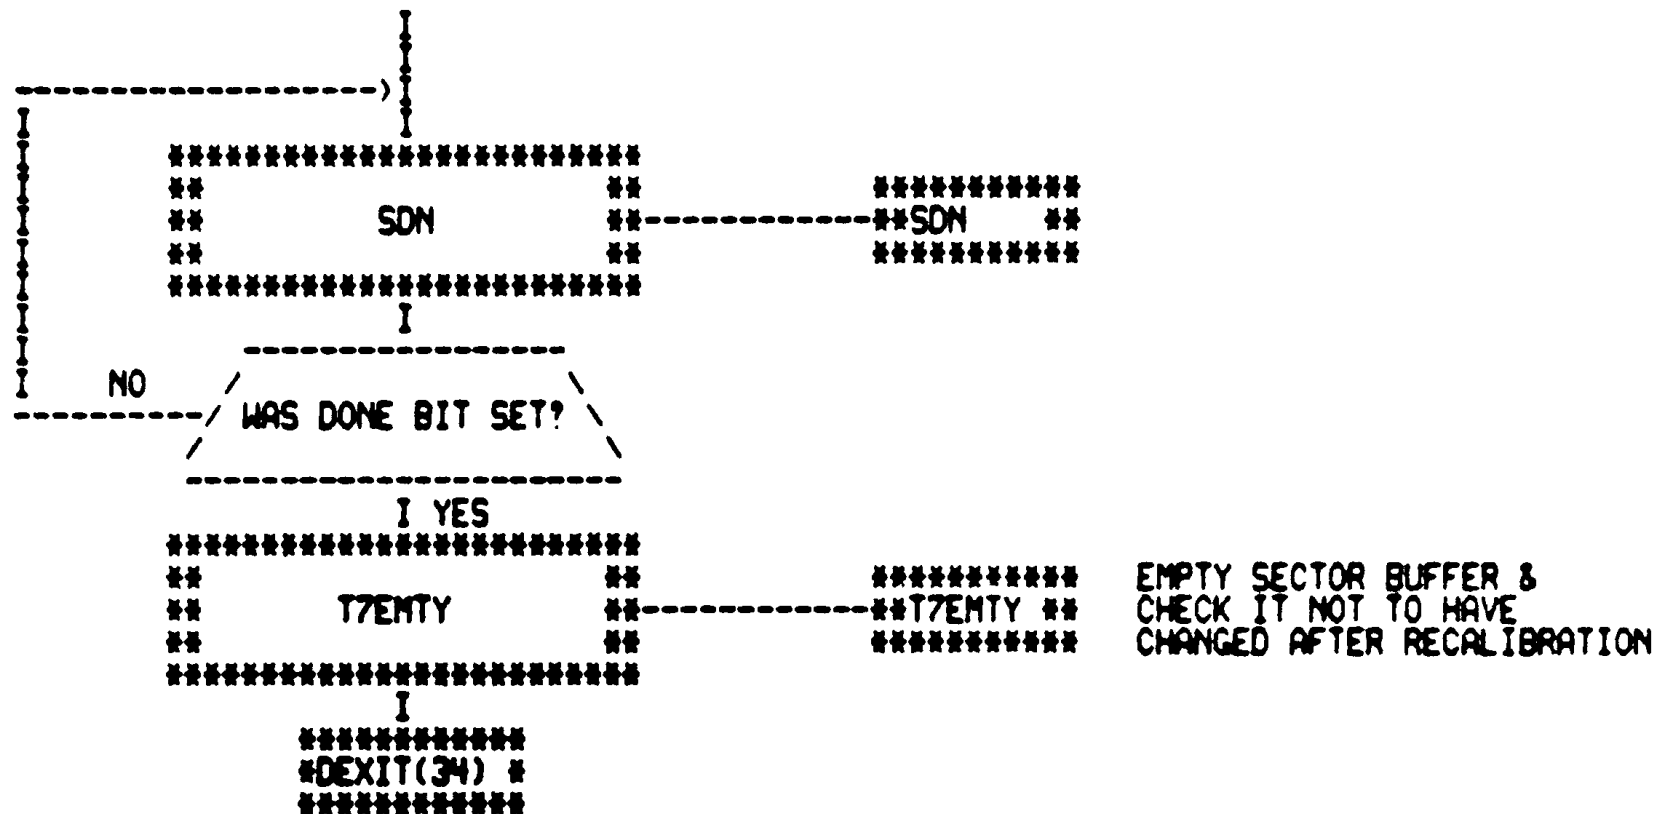 SDN
SDN
NO
WAS DONE BIT SET?
YES
T7EMTY
T7EMTY
EMPTY SECTOR BUFFER &
CHECK IT NOT TO HAVE
CHANGED AFTER RECALIBRATION
DEXIT(34)